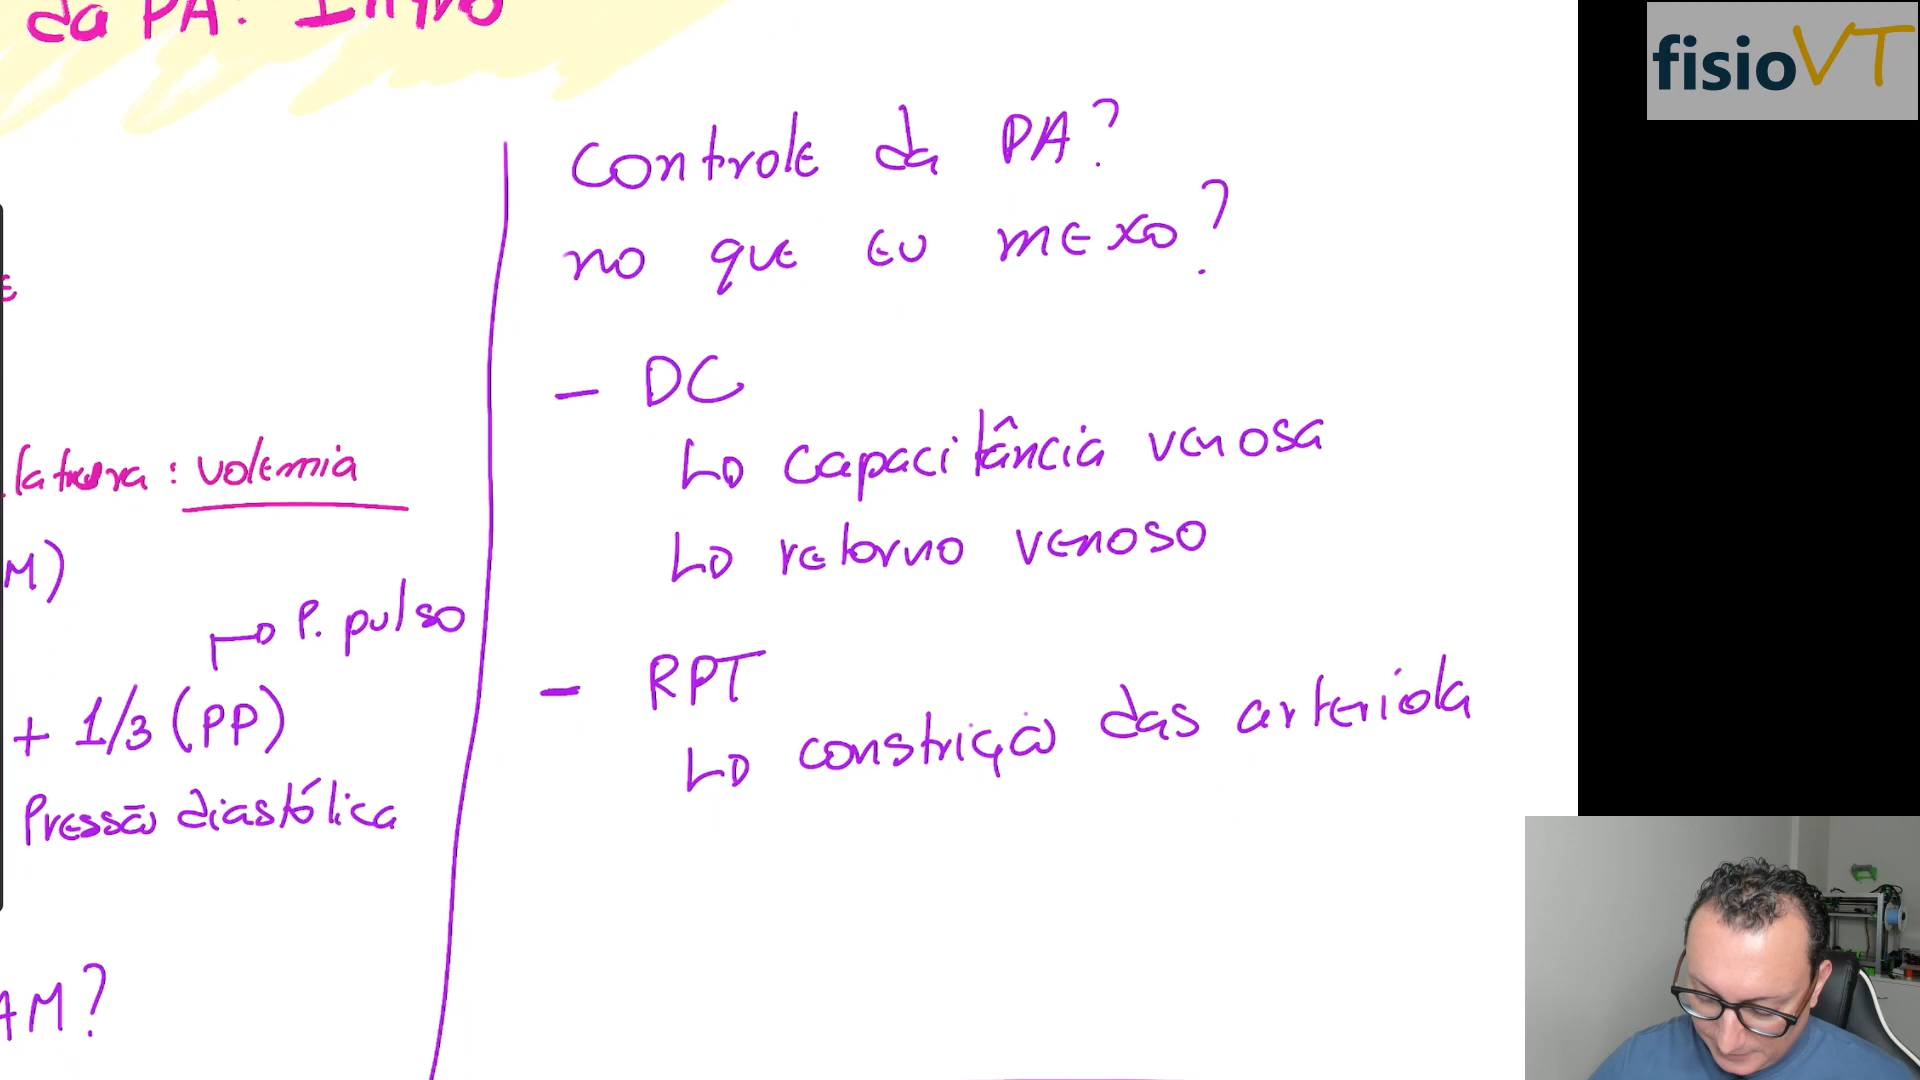 da PA: Intro
fisioVT
Controle da PA?
no que eu mexo?
- DC
capacitância venosa
: volemia
retorno venoso
M)
P. pulso
- RPT
+ 1/3 (PP)
constrição das arteríola
Pressão diastólica
AM?